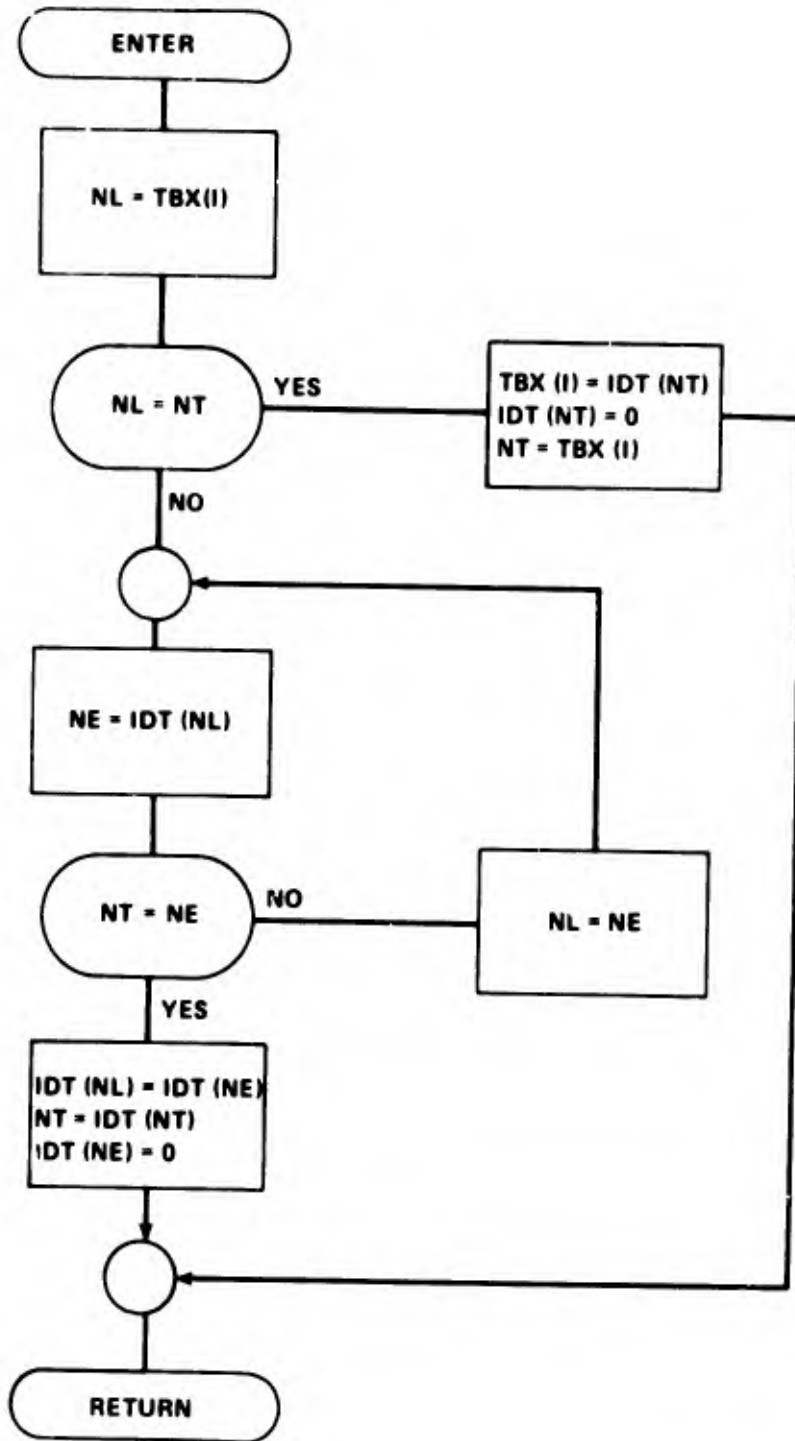 ENTER
NL = TBX(I)
NL = NT
YES
TBX (I) = IDT (NT)
IDT (NT) = 0
NT = TBX (I)
NO
NE = IDT (NL)
NT = NE
NO
NL = NE
YES
IDT (NL) = IDT (NE)
NT = IDT (NT)
IDT (NE) = 0
RETURN